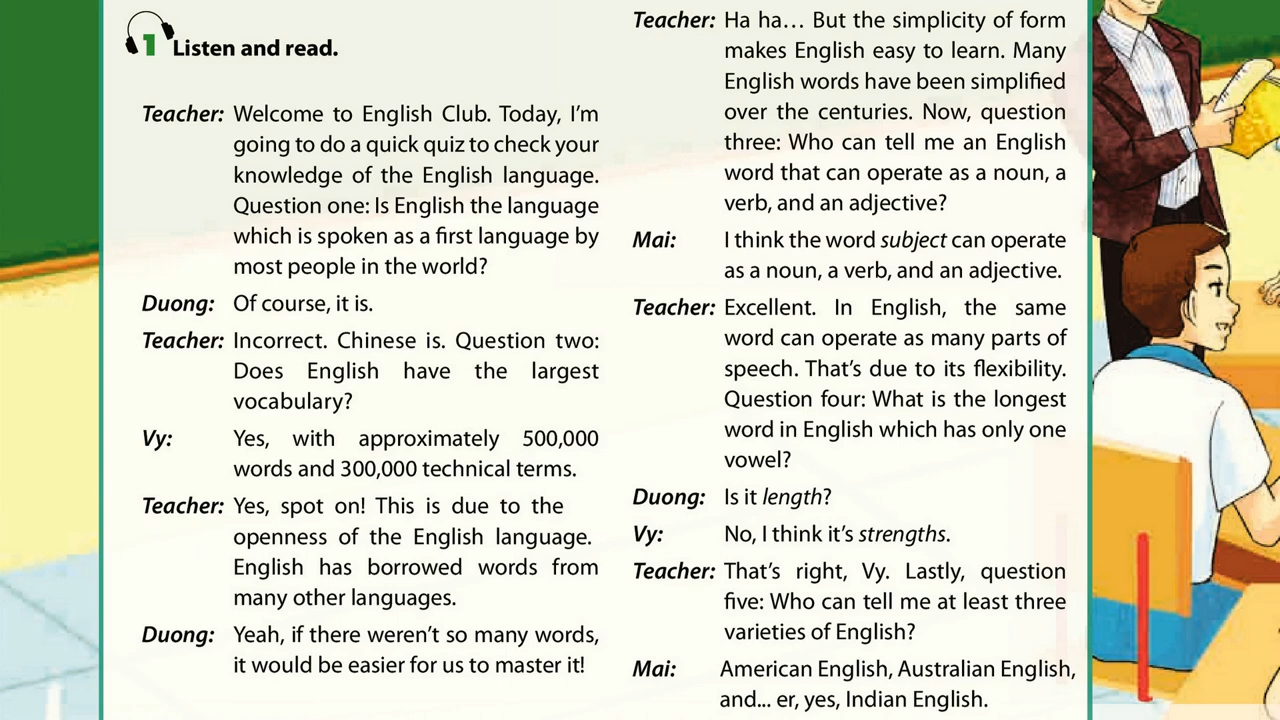 1 Listen and read.
Teacher: Welcome to English Club. Today, I'm
going to do a quick quiz to check your
knowledge of the English language.
Question one: Is English the language
which is spoken as a first language by
most people in the world?
Duong: Of course, it is.
Teacher: Incorrect. Chinese is. Question two:
Does English have the largest
vocabulary?
Vy: Yes, with approximately 500,000
words and 300,000 technical terms.
Teacher: Yes, spot on! This is due to the
openness of the English language.
English has borrowed words from
many other languages.
Duong: Yeah, if there weren't so many words,
it would be easier for us to master it!
Teacher: Ha ha… But the simplicity of form
makes English easy to learn. Many
English words have been simplified
over the centuries. Now, question
three: Who can tell me an English
word that can operate as a noun, a
verb, and an adjective?
Mai: I think the word subject can operate
as a noun, a verb, and an adjective.
Teacher: Excellent. In English, the same
word can operate as many parts of
speech. That's due to its flexibility.
Question four: What is the longest
word in English which has only one
vowel?
Duong: Is it length?
Vy: No, I think it's strengths.
Teacher: That's right, Vy. Lastly, question
five: Who can tell me at least three
varieties of English?
Mai: American English, Australian English,
and... er, yes, Indian English.